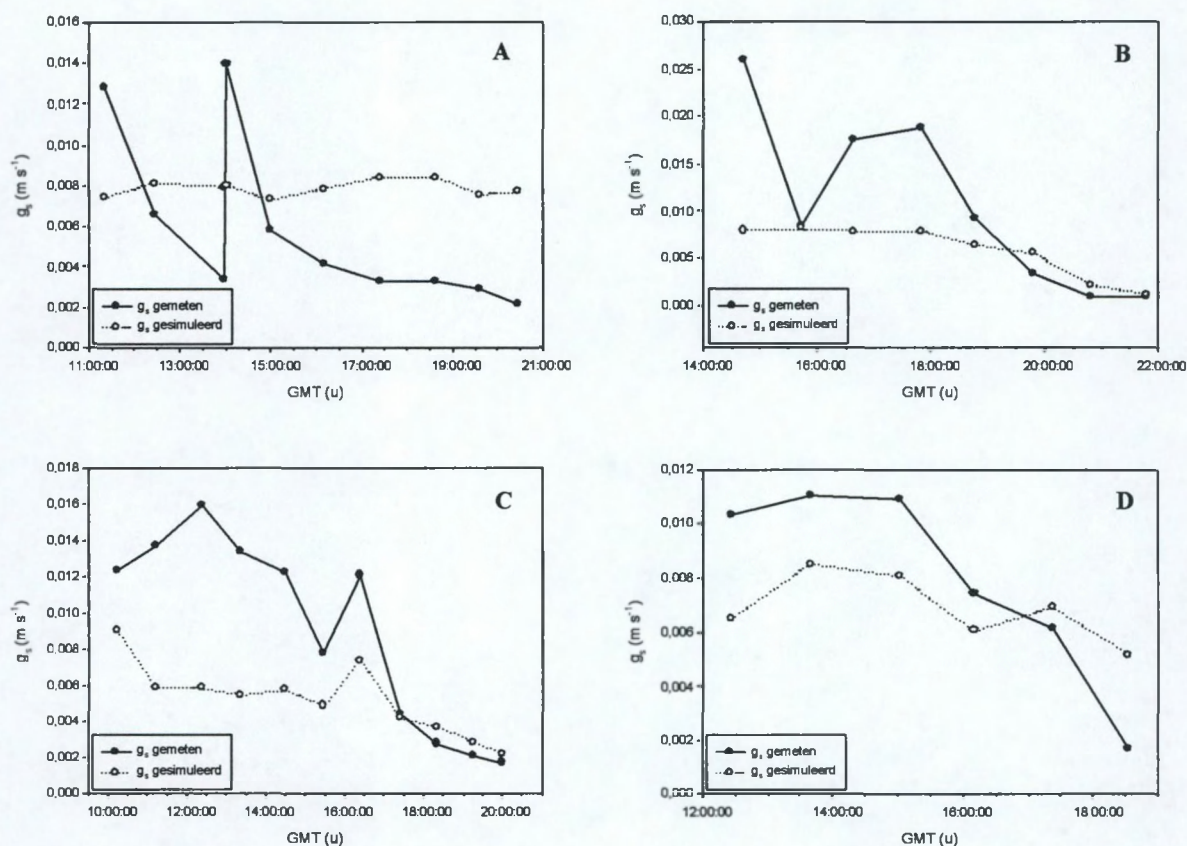 A
0,016
0,014
0,012
0,010
0,008
0,006
0,004
0,002
0,000
gs (m s-1)
gs gemeten
gs gesimuleerd
11:00:00 13:00:00 15:00:00 17:00:00 19:00:00 21:00:00
GMT (u)
B
0,030
0,025
0,020
0,015
0,010
0,005
0,000
gs (m s-1)
gs gemeten
gs gesimuleerd
14:00:00 16:00:00 18:00:00 20:00:00 22:00:00
GMT (u)
C
0,018
0,016
0,014
0,012
0,010
0,008
0,006
0,004
0,002
0,000
gs (m s-1)
gs gemeten
gs gesimuleerd
10:00:00 12:00:00 14:00:00 16:00:00 18:00:00 20:00:00
GMT (u)
D
0,012
0,010
0,008
0,006
0,004
0,002
0,000
gs (m s-1)
gs gemeten
gs gesimuleerd
12:00:00 14:00:00 16:00:00 18:00:00
GMT (u)